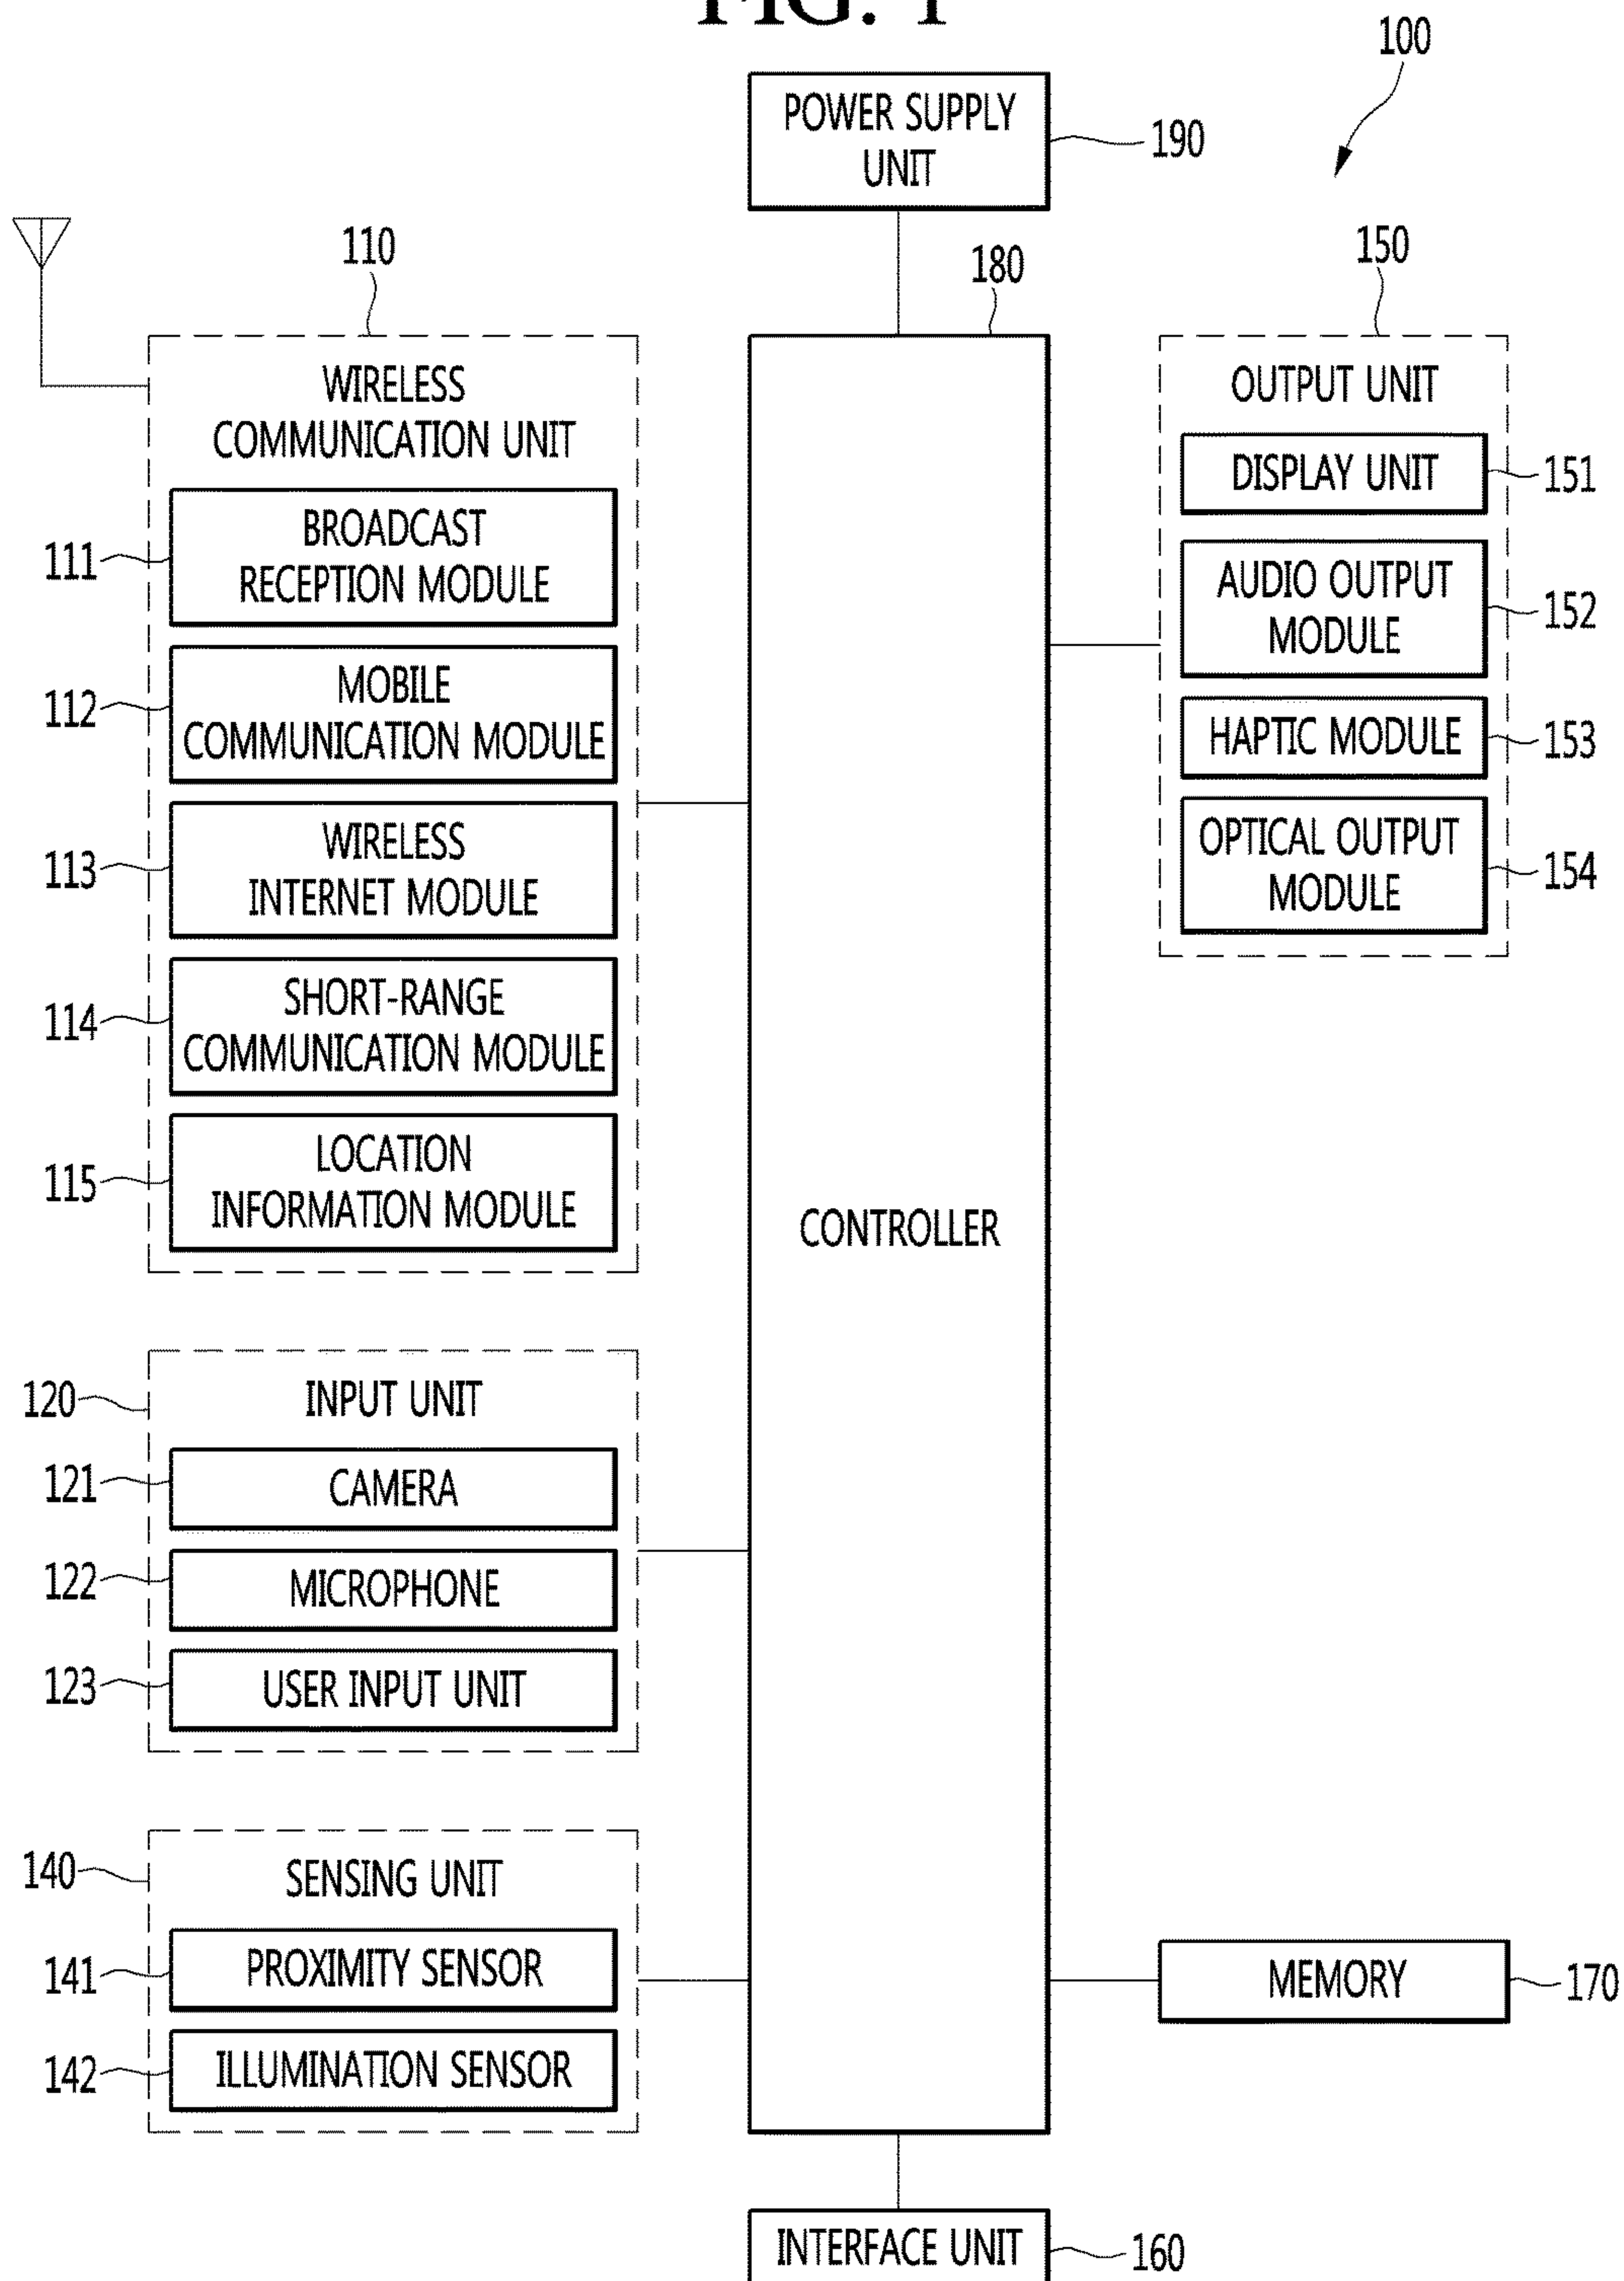 FIG. 1
100
POWER SUPPLY
UNIT
190
110
180
150
WIRELESS
COMMUNICATION UNIT
111
BROADCAST
RECEPTION MODULE
112
MOBILE
COMMUNICATION MODULE
113
WIRELESS
INTERNET MODULE
114
SHORT-RANGE
COMMUNICATION MODULE
115
LOCATION
INFORMATION MODULE
120
INPUT UNIT
121
CAMERA
122
MICROPHONE
123
USER INPUT UNIT
140
SENSING UNIT
141
PROXIMITY SENSOR
142
ILLUMINATION SENSOR
CONTROLLER
OUTPUT UNIT
DISPLAY UNIT
151
AUDIO OUTPUT
MODULE
152
HAPTIC MODULE
153
OPTICAL OUTPUT
MODULE
154
MEMORY
170
INTERFACE UNIT
160